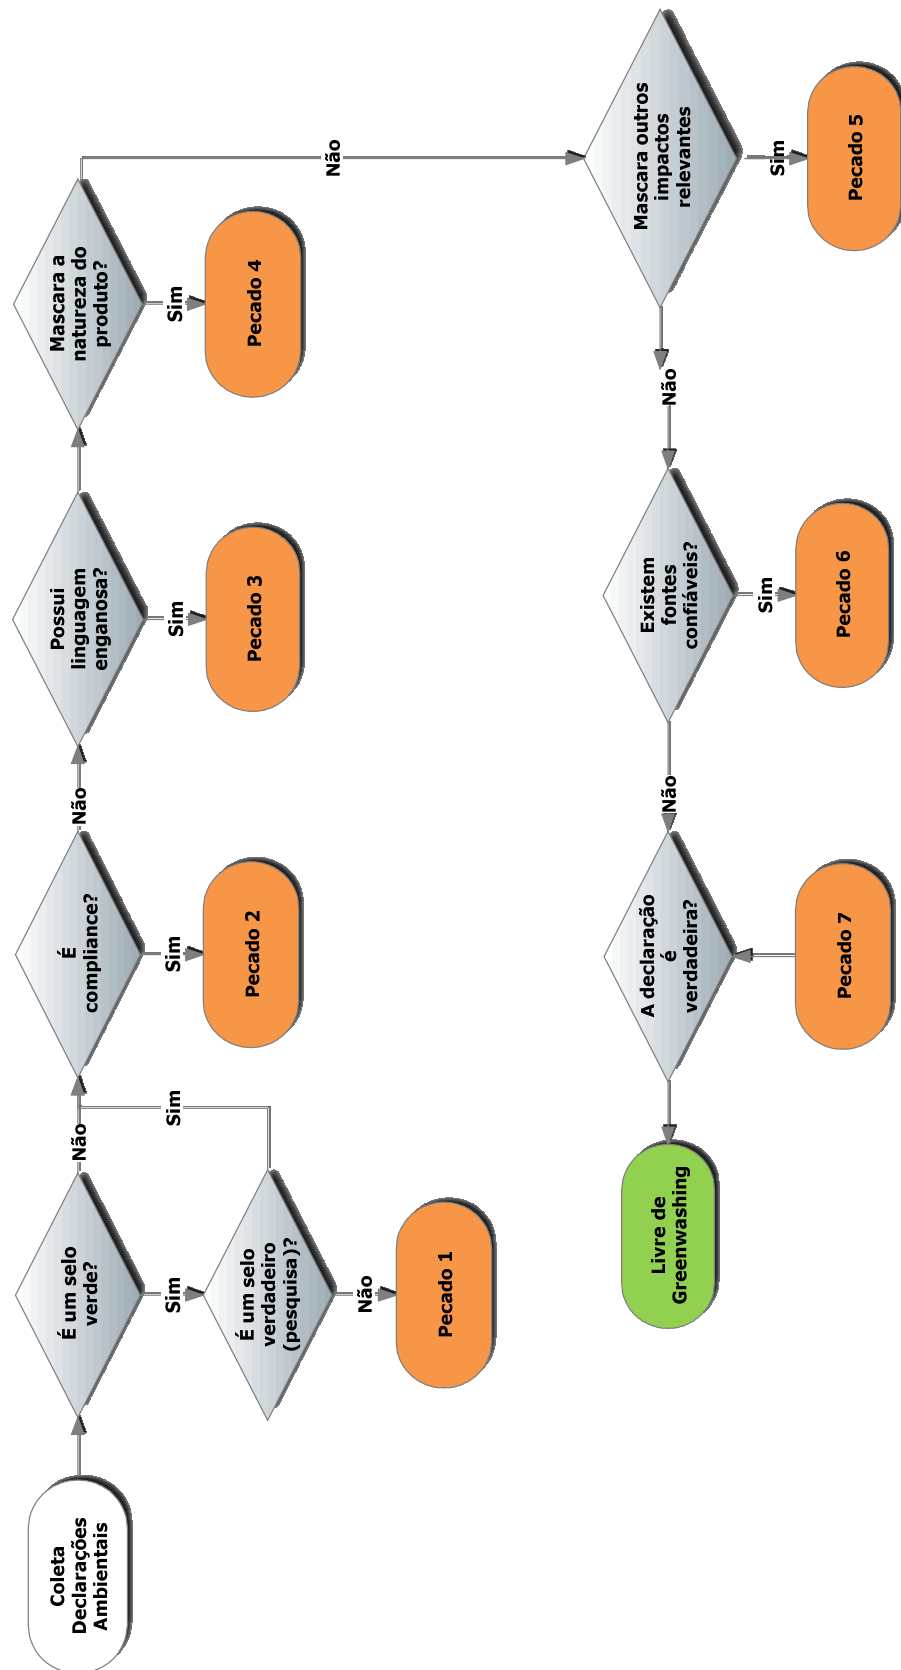 Coleta
Declarações
Ambientais
É um selo
verde?
Não
Sim
É um selo
verdadeiro
(pesquisa)?
Sim
Não
Pecado 1
É
compliance?
Não
Sim
Pecado 2
Possui
linguagem
enganosa?
Sim
Pecado 3
Mascara a
natureza do
produto?
Sim
Pecado 4
Não
Mascara outros
impactos
relevantes
Sim
Pecado 5
Não
Existem
fontes
confiáveis?
Sim
Pecado 6
Não
A declaração
é
verdadeira?
Pecado 7
Livre de
Greenwashing